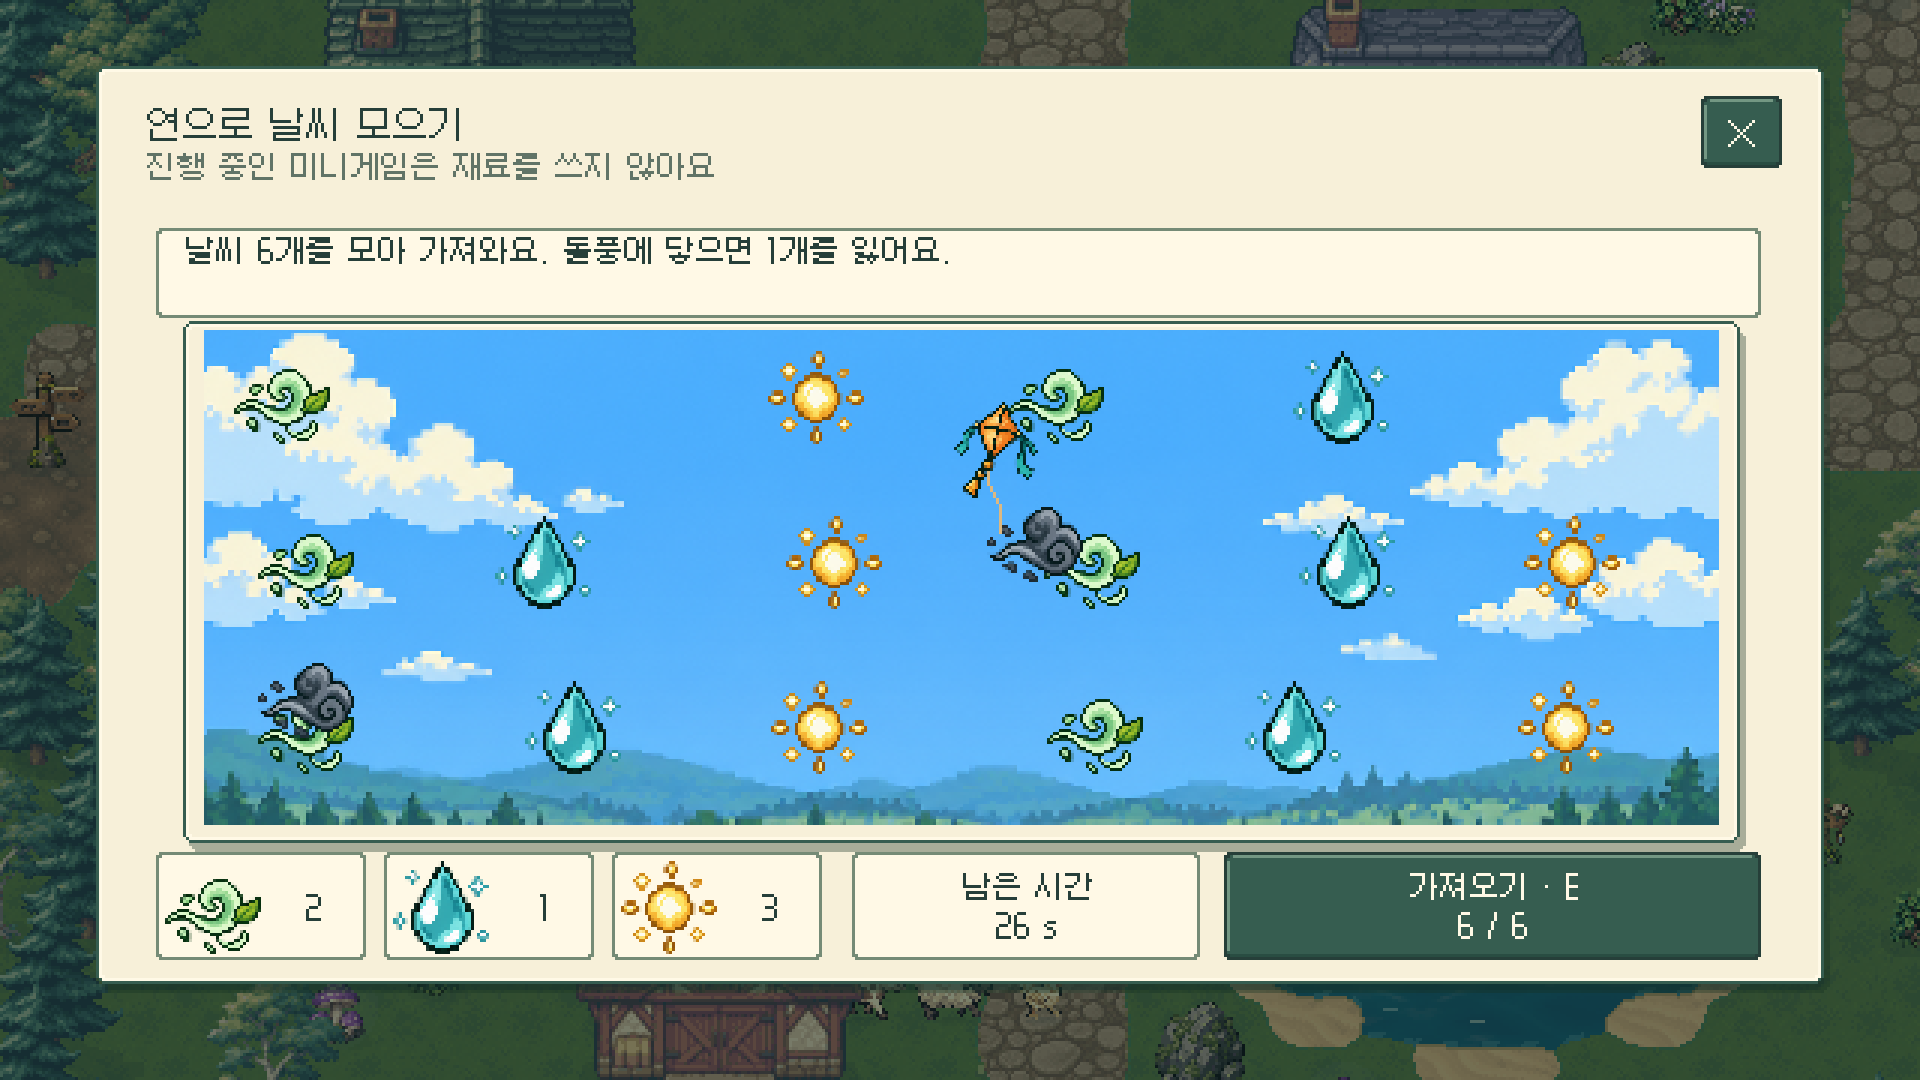 연으로 날씨 모으기
진행 중인 미니게임은 재료를 쓰지 않아요
날씨 6개를 모아 가져와요. 돌풍에 닿으면 1개를 잃어요.
2
1
3
남은 시간
26 s
가져오기 · E
6 / 6